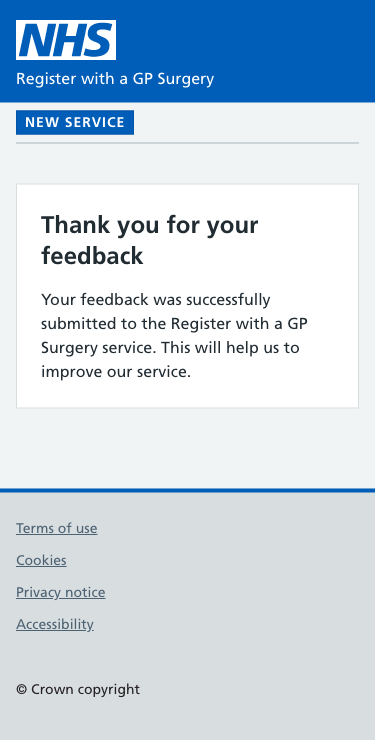 NHS
Register with a GP Surgery
NEW SERVICE
Thank you for your
feedback
Your feedback was successfully
submitted to the Register with a GP
Surgery service. This will help us to
improve our service.
Terms of use
Cookies
Privacy notice
Accessibility
© Crown copyright